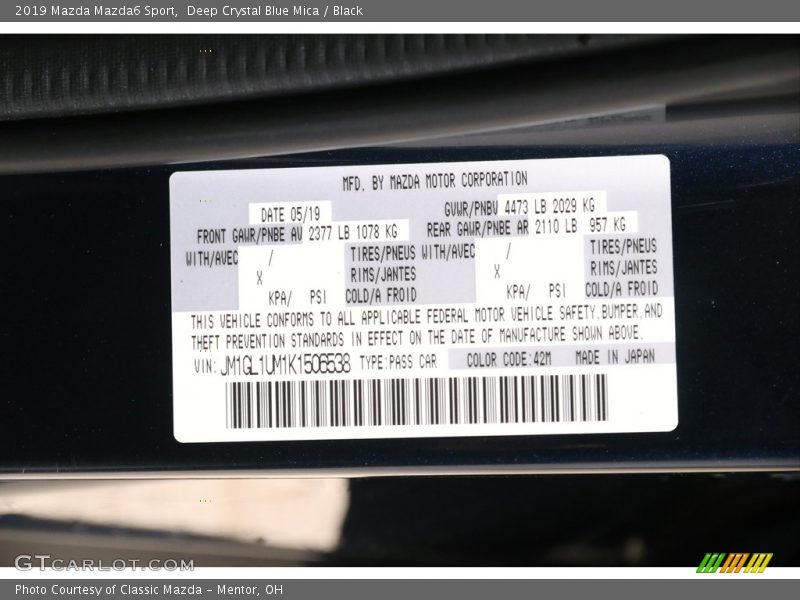 2019 Mazda Mazda6 Sport, Deep Crystal Blue Mica / Black
MFD. BY MAZDA MOTOR CORPORATION
DATE 05/19 GVWR/PNBV 4473 LB 2029 KG
FRONT GAWR/PNBE AV 2377 LB 1078 KG REAR GAWR/PNBE AR 2110 LB 957 KG
WITH/AVEC / TIRES/PNEUS WITH/AVEC / TIRES/PNEUS
X RIMS/JANTES X RIMS/JANTES
KPA/ PSI COLD/A FROID KPA/ PSI COLD/A FROID
THIS VEHICLE CONFORMS TO ALL APPLICABLE FEDERAL MOTOR VEHICLE SAFETY,BUMPER,AND
THEFT PREVENTION STANDARDS IN EFFECT ON THE DATE OF MANUFACTURE SHOWN ABOVE.
VIN: JM1GL1UM1K1506538 TYPE:PASS CAR COLOR CODE:42M MADE IN JAPAN
GTCARLOT.COM
Photo Courtesy of Classic Mazda - Mentor, OH